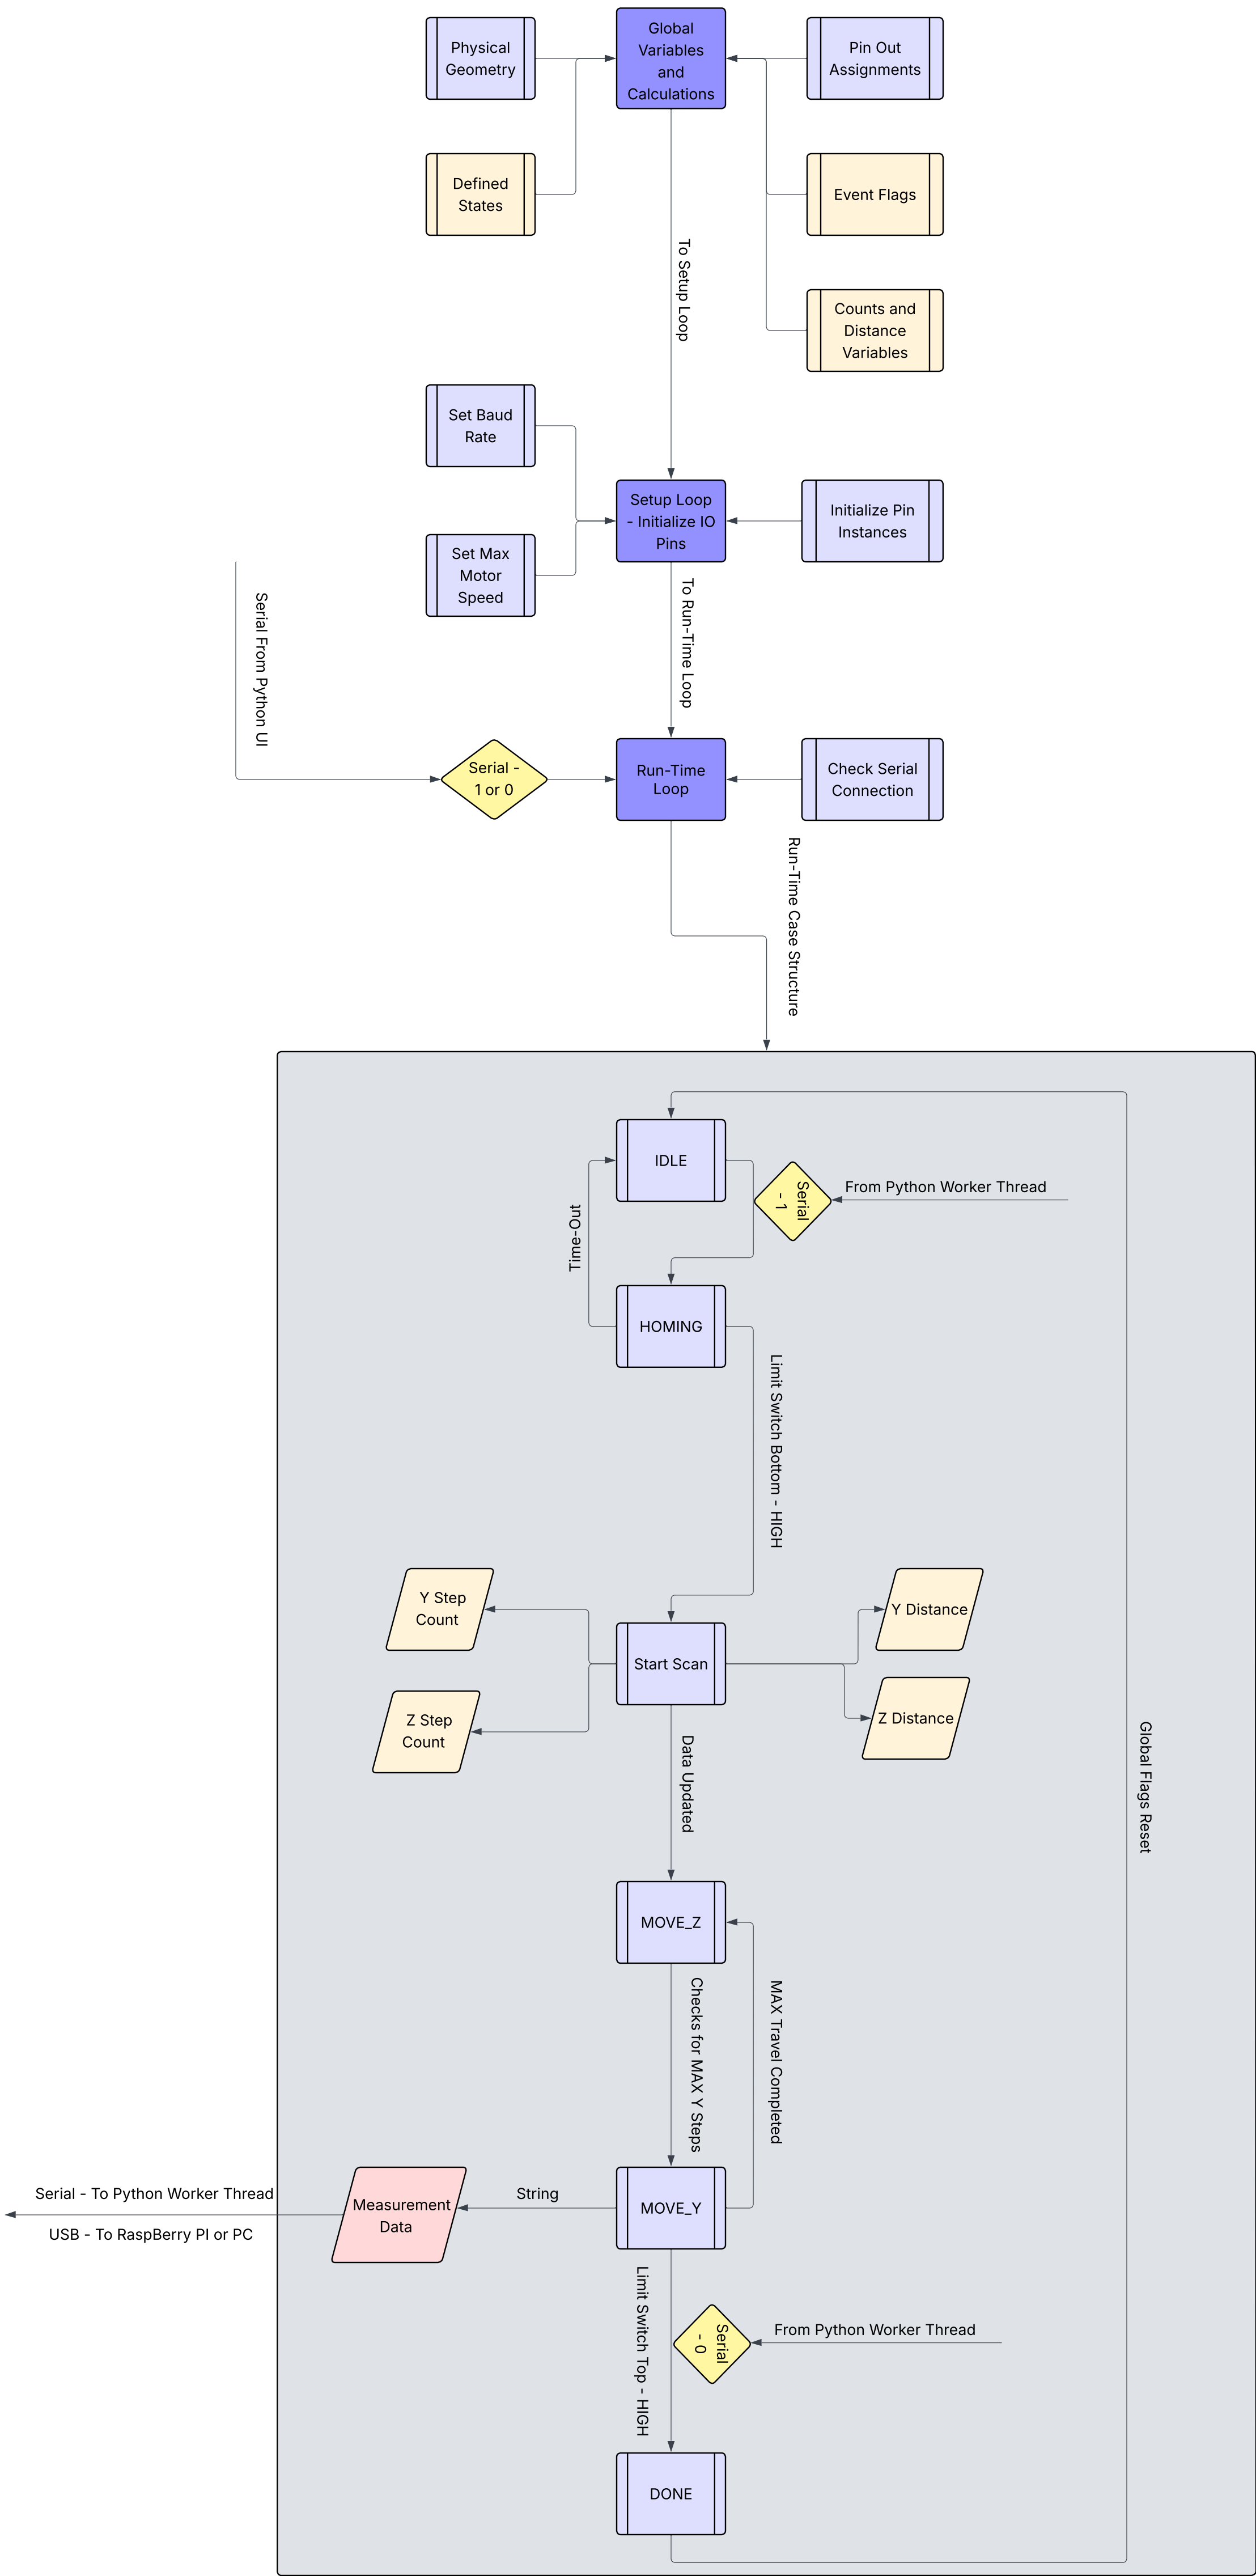 Physical
Geometry
Global
Variables
and
Calculations
Pin Out
Assignments
Defined
States
Event Flags
To Setup Loop
Counts and
Distance
Variables
Set Baud
Rate
Setup Loop
- Initialize IO
Pins
Initialize Pin
Instances
Set Max
Motor
Speed
To Run-Time Loop
Serial From Python UI
Serial -
1 or 0
Run-Time
Loop
Check Serial
Connection
Run-Time Case Structure
IDLE
Serial
- 1
From Python Worker Thread
Time-Out
HOMING
Limit Switch Bottom - HIGH
Y Step
Count
Y Distance
Start Scan
Z Step
Count
Z Distance
Data Updated
Global Flags Reset
MOVE_Z
Checks for MAX Y Steps
MAX Travel Completed
Serial - To Python Worker Thread
USB - To RaspBerry PI or PC
Measurement
Data
String
MOVE_Y
Limit Switch Top - HIGH
Serial
- 0
From Python Worker Thread
DONE